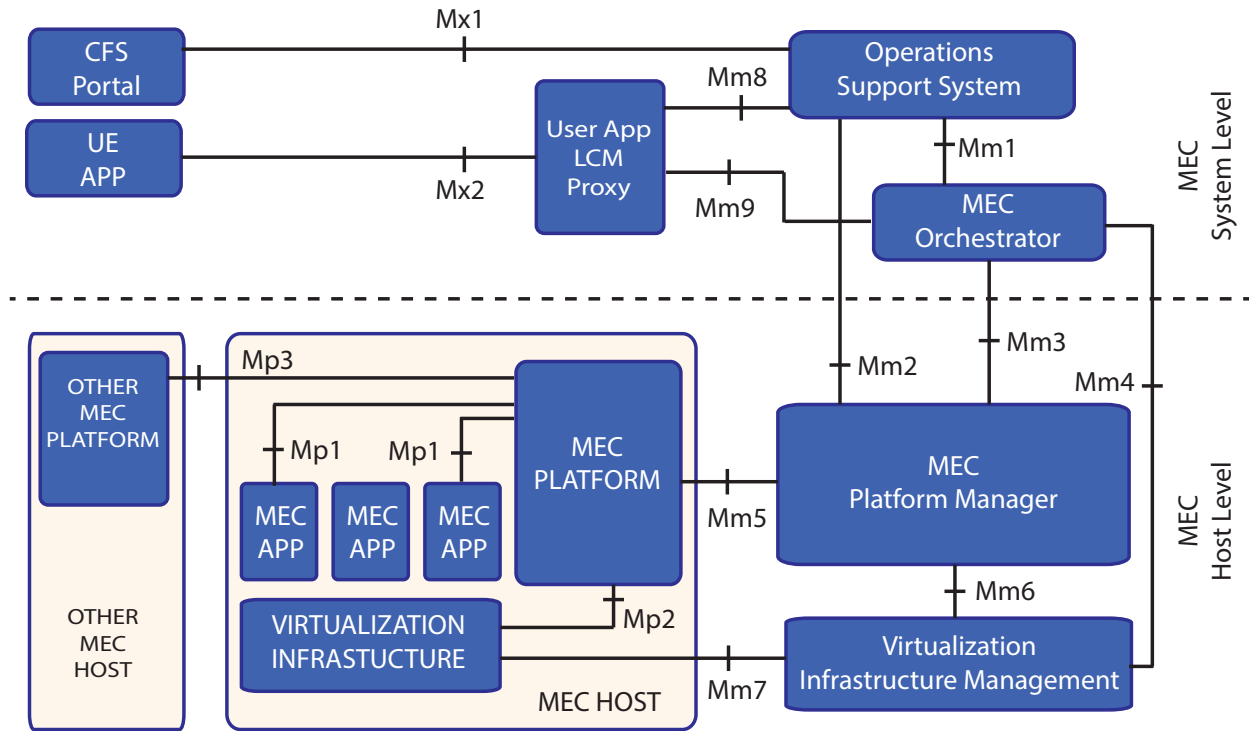 Mx1
CFS
Portal
Operations
Support System
Mm8
User App
LCM
Proxy
UE
APP
Mx2
Mm9
Mm1
MEC
Orchestrator
MEC
System Level
OTHER
MEC
PLATFORM
Mp3
Mp1
Mp1
MEC
PLATFORM
Mm2
Mm3
Mm4
MEC
APP
MEC
APP
MEC
APP
Mm5
MEC
Platform Manager
MEC
Host Level
OTHER
MEC
HOST
VIRTUALIZATION
INFRASTUCTURE
Mp2
Mm6
Mm7
Virtualization
Infrastructure Management
MEC HOST